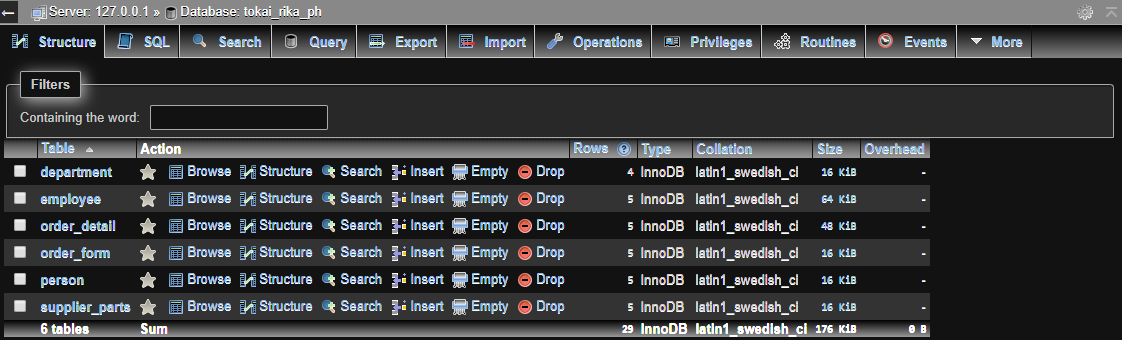 Server: 127.0.0.1 » Database: tokai_rika_ph
Structure SQL Search Query Export Import Operations Privileges Routines Events More
Filters
Containing the word:
Table Action Rows Type Collation Size Overhead
department Browse Structure Search Insert Empty Drop 4 InnoDB latin1_swedish_ci 16 KiB -
employee Browse Structure Search Insert Empty Drop 5 InnoDB latin1_swedish_ci 64 KiB -
order_detail Browse Structure Search Insert Empty Drop 5 InnoDB latin1_swedish_ci 48 KiB -
order_form Browse Structure Search Insert Empty Drop 5 InnoDB latin1_swedish_ci 16 KiB -
person Browse Structure Search Insert Empty Drop 5 InnoDB latin1_swedish_ci 16 KiB -
supplier_parts Browse Structure Search Insert Empty Drop 5 InnoDB latin1_swedish_ci 16 KiB -
6 tables Sum 29 InnoDB latin1_swedish_ci 176 KiB 0 B